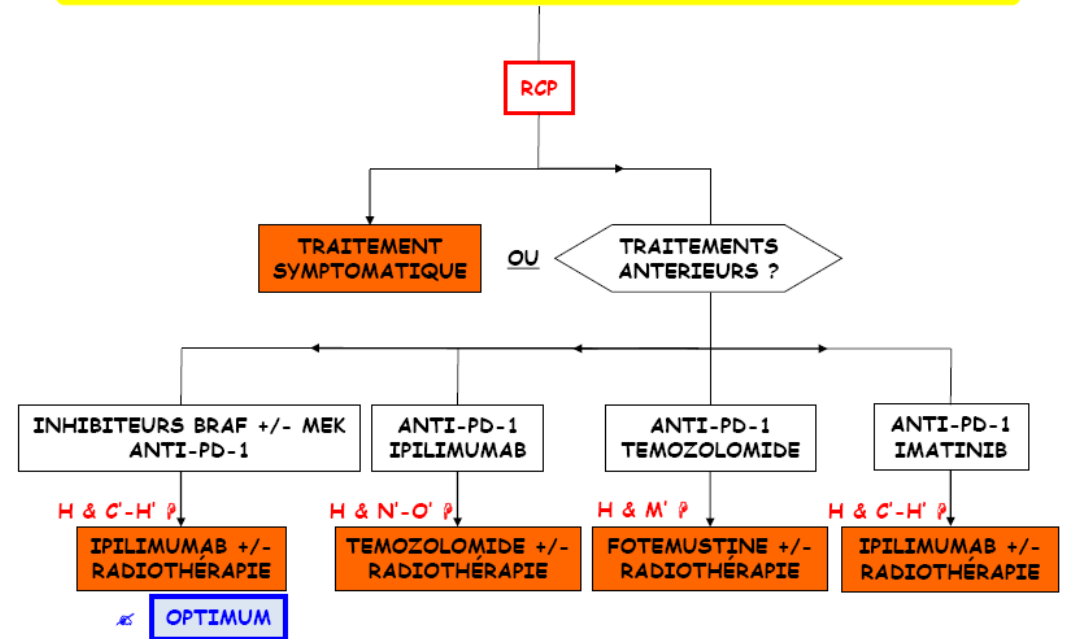 RCP
TRAITEMENT
SYMPTOMATIQUE
OU
TRAITEMENTS
ANTERIEURS ?
INHIBITEURS BRAF +/- MEK
ANTI-PD-1
ANTI-PD-1
IPILIMUMAB
ANTI-PD-1
TEMOZOLOMIDE
ANTI-PD-1
IMATINIB
H & C'-H'
H & N'-O'
H & M'
H & C'-H'
IPILIMUMAB +/-
RADIOTHÉRAPIE
TEMOZOLOMIDE +/-
RADIOTHÉRAPIE
FOTEMUSTINE +/-
RADIOTHÉRAPIE
IPILIMUMAB +/-
RADIOTHÉRAPIE
OPTIMUM